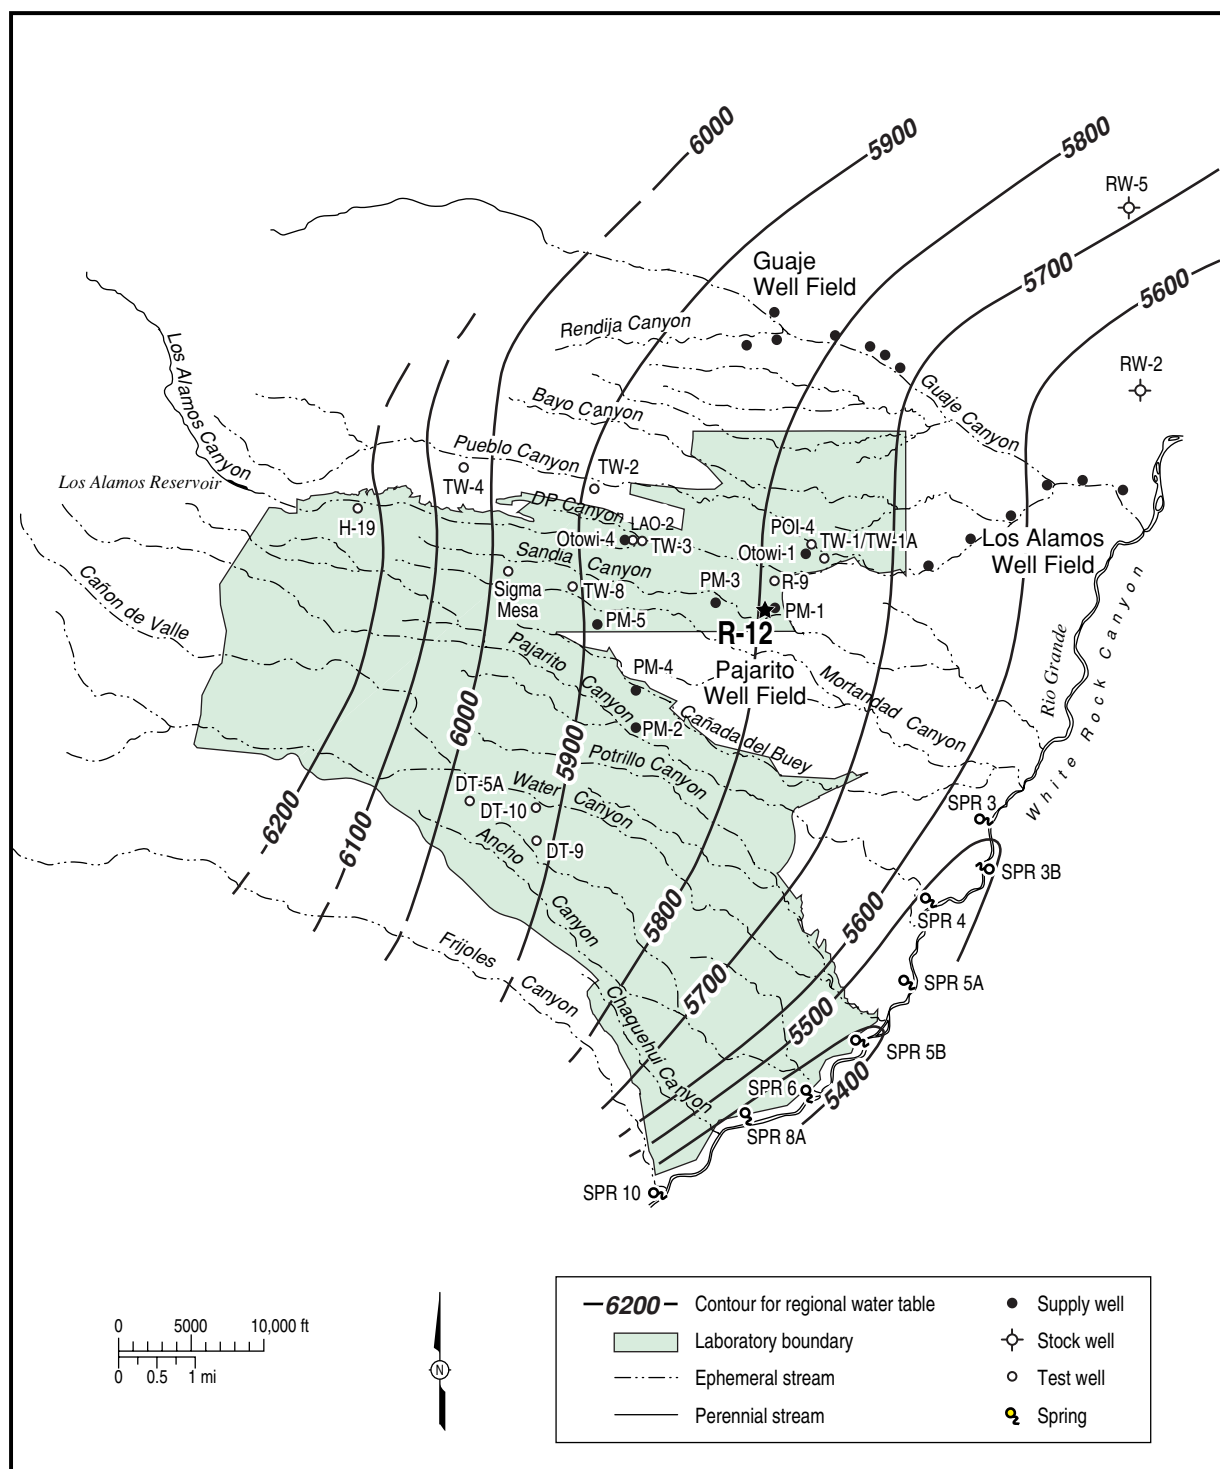 6000
5900
5800
RW-5
5700
5600
Guaje
Well Field
Rendija Canyon
Los Alamos Canyon
RW-2
Guaje Canyon
Bayo Canyon
Pueblo Canyon
Los Alamos Reservoir
TW-4
TW-2
H-19
DP Canyon
LAO-2
Otowi-4
TW-3
POI-4
TW-1/TW-1A
Otowi-1
Los Alamos
Well Field
Sandia Canyon
Sigma
Mesa
TW-8
PM-3
R-9
PM-1
PM-5
R-12
Cañon de Valle
Pajarito Canyon
PM-4
Pajarito
Well Field
Mortandad Canyon
Rio Grande
White Rock Canyon
PM-2
Cañada del Buey
6000
5900
Potrillo Canyon
DT-5A
Water Canyon
DT-10
6200
6100
DT-9
Ancho Canyon
SPR 3
SPR 3B
SPR 4
5800
5600
Frijoles Canyon
5700
5500
SPR 5A
Chaquehui Canyon
SPR 5B
SPR 6
5400
SPR 8A
SPR 10
0 5000 10,000 ft
0 0.5 1 mi
N
6200 Contour for regional water table
Laboratory boundary
Ephemeral stream
Perennial stream
Supply well
Stock well
Test well
Spring